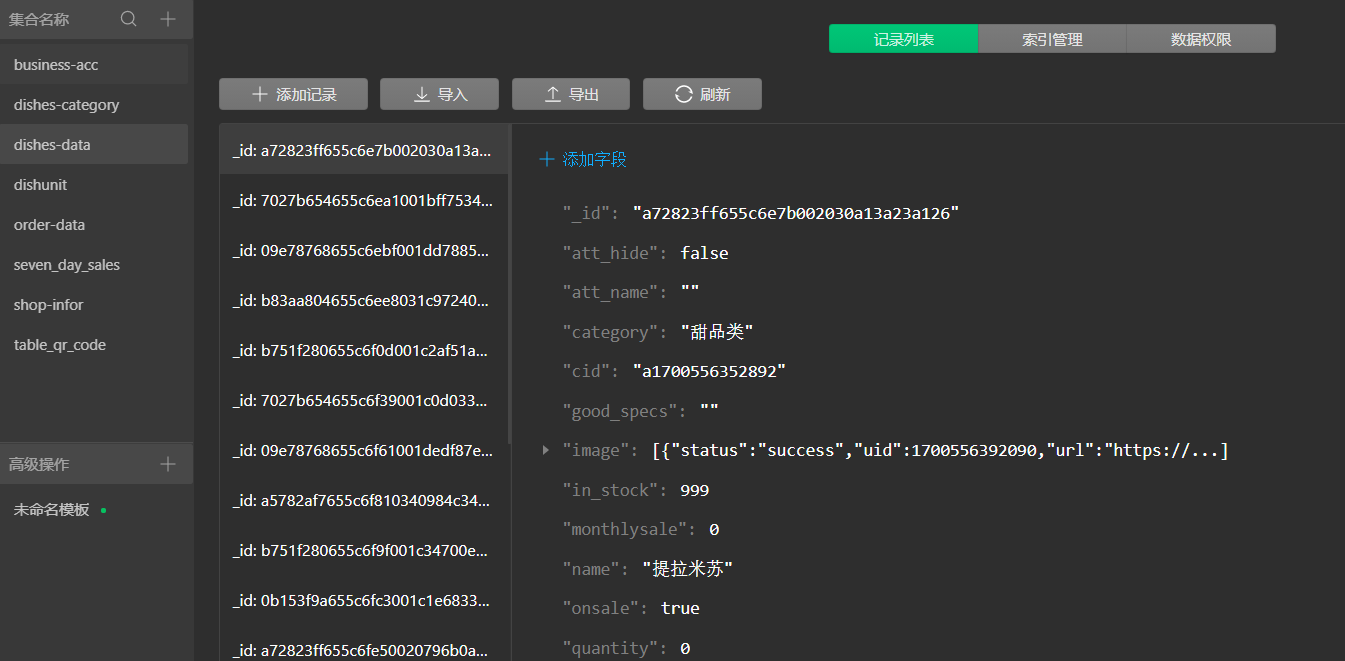 集合名称
business-acc
dishes-category
dishes-data
dishunit
order-data
seven_day_sales
shop-infor
table_qr_code
高级操作
未命名模板
记录列表 索引管理 数据权限
添加记录 导入 导出 刷新
_id: a72823ff655c6e7b002030a13a...
_id: 7027b654655c6ea1001bff7534...
_id: 09e78768655c6ebf001dd7885...
_id: b83aa804655c6ee8031c97240...
_id: b751f280655c6f0d001c2af51a...
_id: 7027b654655c6f39001c0d033...
_id: 09e78768655c6f61001dedf87e...
_id: a5782af7655c6f810340984c34...
_id: b751f280655c6f9f001c34700e...
_id: 0b153f9a655c6fc3001c1e6833...
_id: a72823ff655c6fe50020796b0a...
添加字段
"_id": "a72823ff655c6e7b002030a13a23a126"
"att_hide": false
"att_name": ""
"category": "甜品类"
"cid": "a1700556352892"
"good_specs": ""
"image": [{"status":"success","uid":1700556392090,"url":"https://...]
"in_stock": 999
"monthlysale": 0
"name": "提拉米苏"
"onsale": true
"quantity": 0